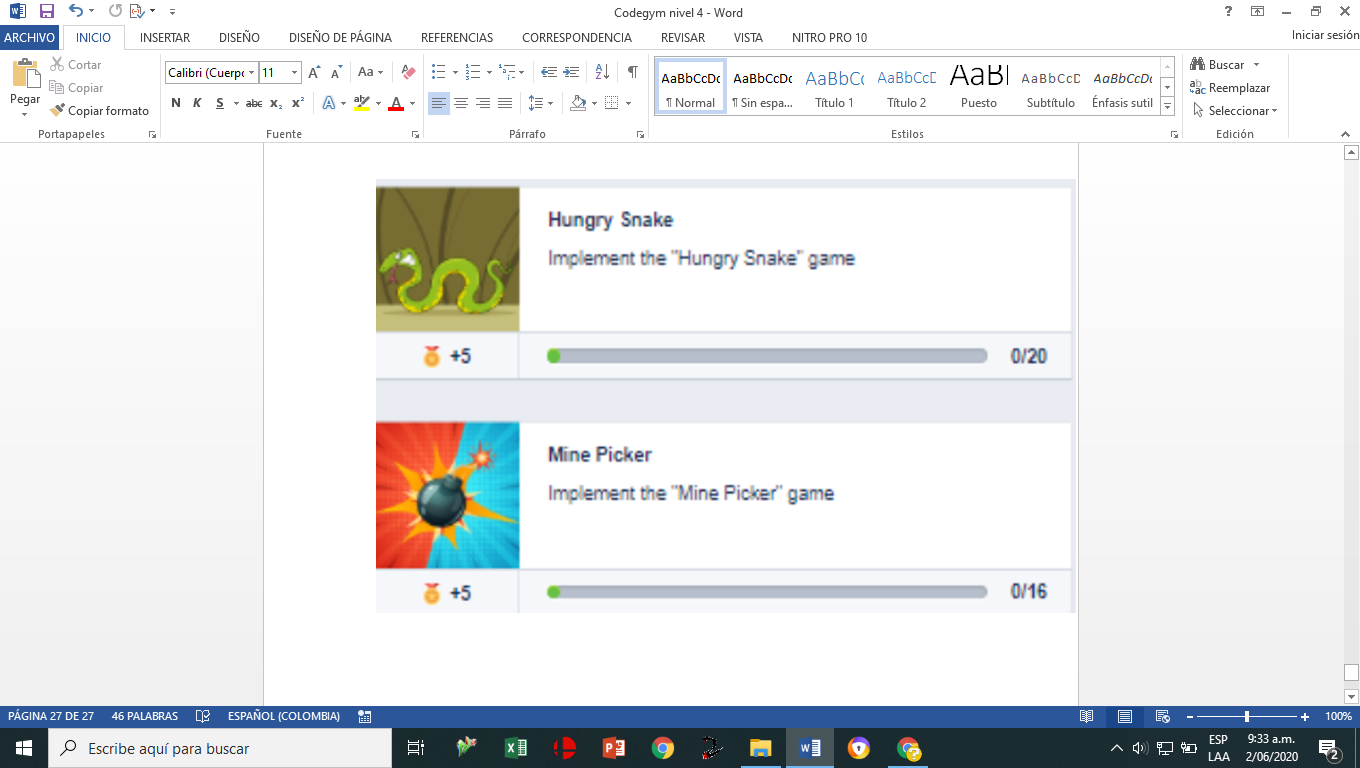 Codegym nivel 4 - Word
ARCHIVO INICIO INSERTAR DISEÑO DISEÑO DE PÁGINA REFERENCIAS CORRESPONDENCIA REVISAR VISTA NITRO PRO 10 Iniciar sesión
Pegar
Cortar
Copiar
Copiar formato
Portapapeles
Calibri (Cuerpo 11
N K S abc x₂ x²
Fuente
Párrafo
AaBbCcDc AaBbCcDc AaBbCc AaBbCcD AaBl AaBbCcD AaBbCcDc
¶ Normal ¶ Sin espa... Título 1 Título 2 Puesto Subtítulo Énfasis sutil
Estilos
Buscar
Reemplazar
Seleccionar
Edición
Hungry Snake
Implement the "Hungry Snake" game
+5 0/20
Mine Picker
Implement the "Mine Picker" game
+5 0/16
PÁGINA 27 DE 27 46 PALABRAS ESPAÑOL (COLOMBIA) 100%
Escribe aquí para buscar
ESP
LAA
9:33 a.m.
2/06/2020
2